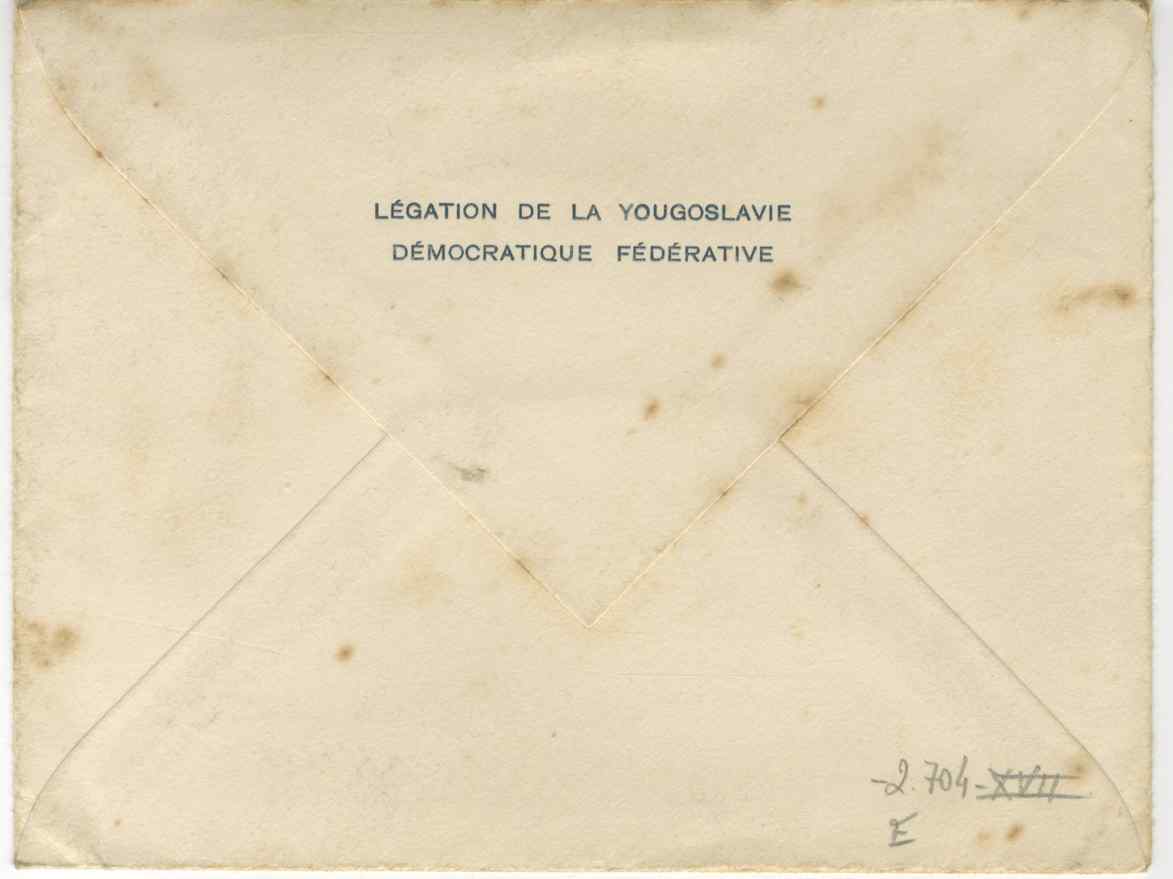 LÉGATION DE LA YOUGOSLAVIE
DÉMOCRATIQUE FÉDÉRATIVE
-2.704-XVII
E